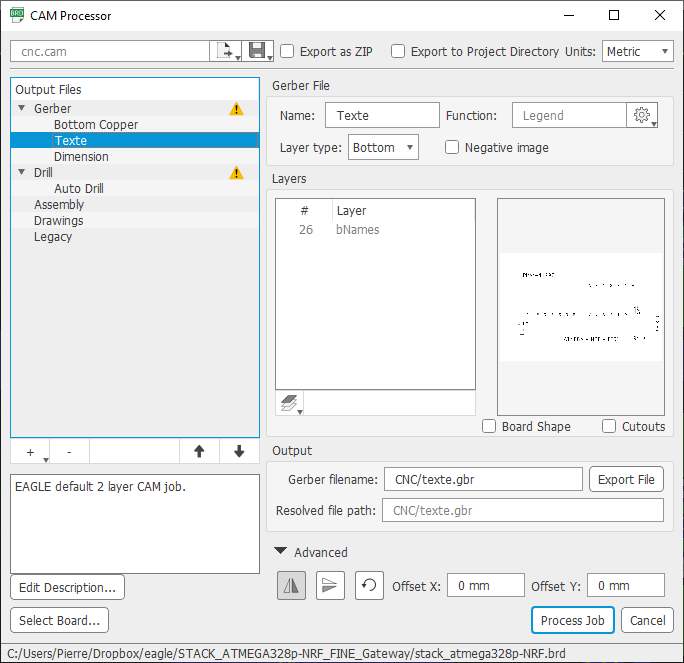 CAM Processor
cnc.cam
Export as ZIP
Export to Project Directory
Units:
Metric
Output Files
Gerber
Bottom Copper
Texte
Dimension
Drill
Auto Drill
Assembly
Drawings
Legacy
+
-
EAGLE default 2 layer CAM job.
Edit Description...
Select Board...
Gerber File
Name:
Texte
Function:
Legend
Layer type:
Bottom
Negative image
Layers
# Layer
26 bNames
Board Shape
Cutouts
Output
Gerber filename:
CNC/texte.gbr
Export File
Resolved file path:
CNC/texte.gbr
Advanced
Offset X:
0 mm
Offset Y:
0 mm
Process Job
Cancel
C:/Users/Pierre/Dropbox/eagle/STACK_ATMEGA328p-NRF_FINE_Gateway/stack_atmega328p-NRF.brd